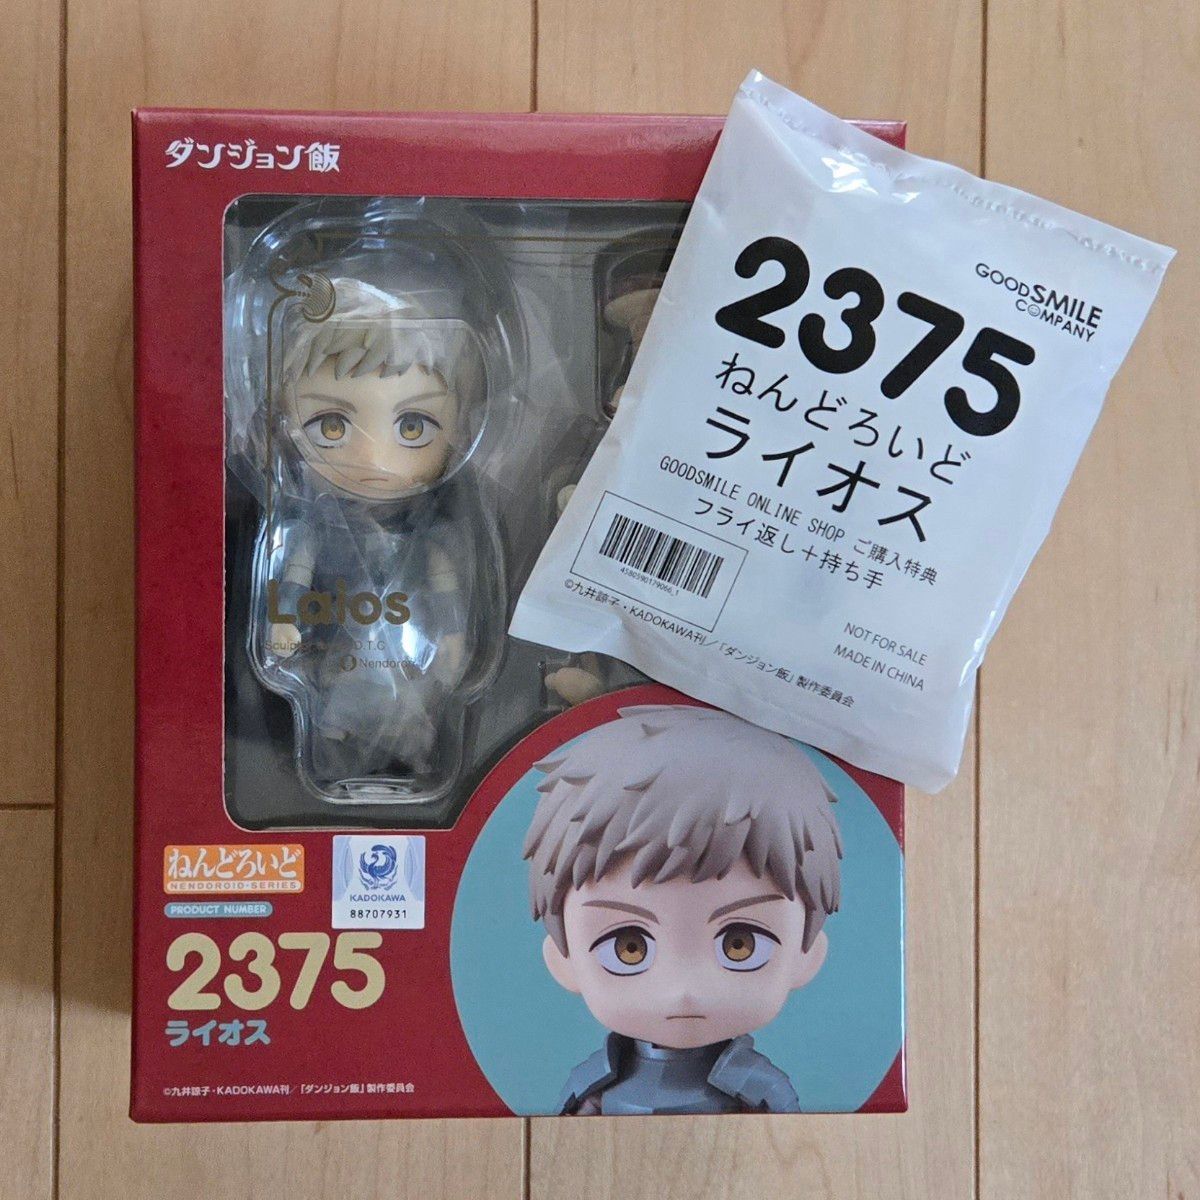 ダンジョン飯
GOODSMILE
COMPANY
2375
ねんどろいど
ライオス
GOODSMILE ONLINE SHOP ご購入特典
フライ返し＋持ち手
4580590179066_1
©九井諒子・KADOKAWA刊／「ダンジョン飯」製作委員会
NOT FOR SALE
MADE IN CHINA
Laios
D.T.C
Nendoron
ねんどろいど
NENDOROID-SERIES
KADOKAWA
88707931
PRODUCT NUMBER
2375
ライオス
©九井諒子・KADOKAWA刊／「ダンジョン飯」製作委員会